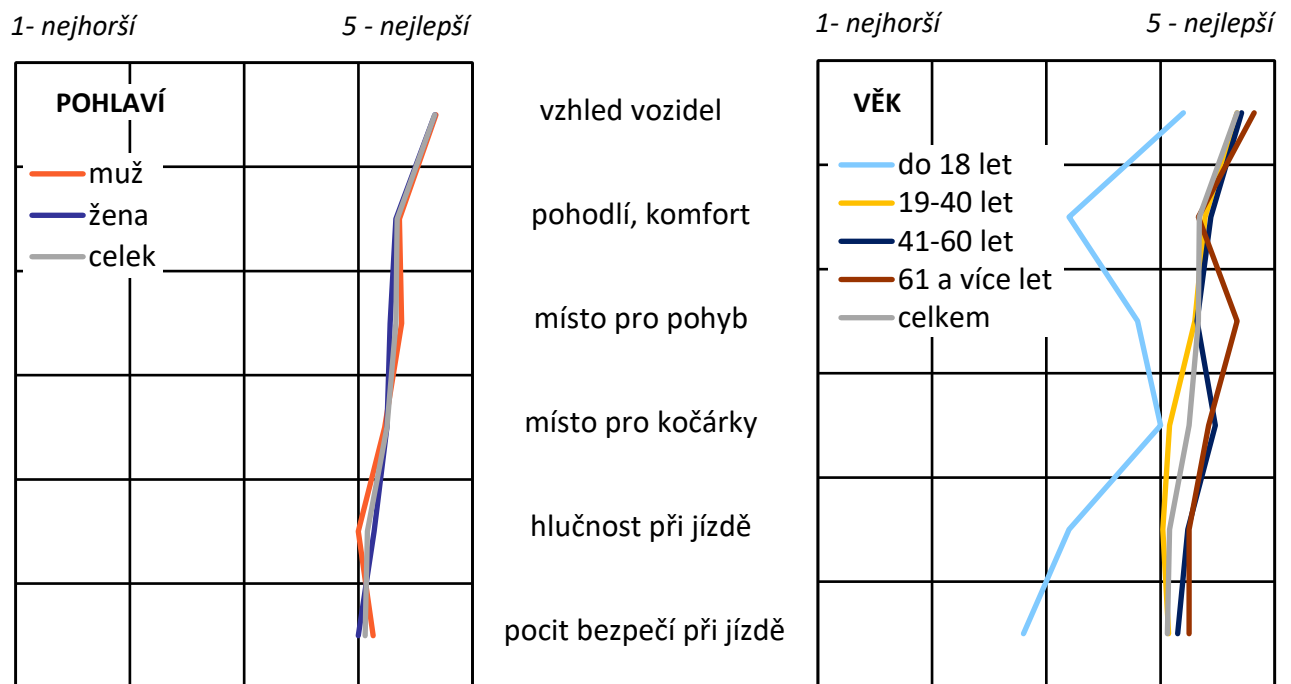 1- nejhorší 5 - nejlepší
POHLAVÍ
muž
žena
celek
vzhled vozidel
pohodlí, komfort
místo pro pohyb
místo pro kočárky
hlučnost při jízdě
pocit bezpečí při jízdě
1- nejhorší 5 - nejlepší
VĚK
do 18 let
19-40 let
41-60 let
61 a více let
celkem